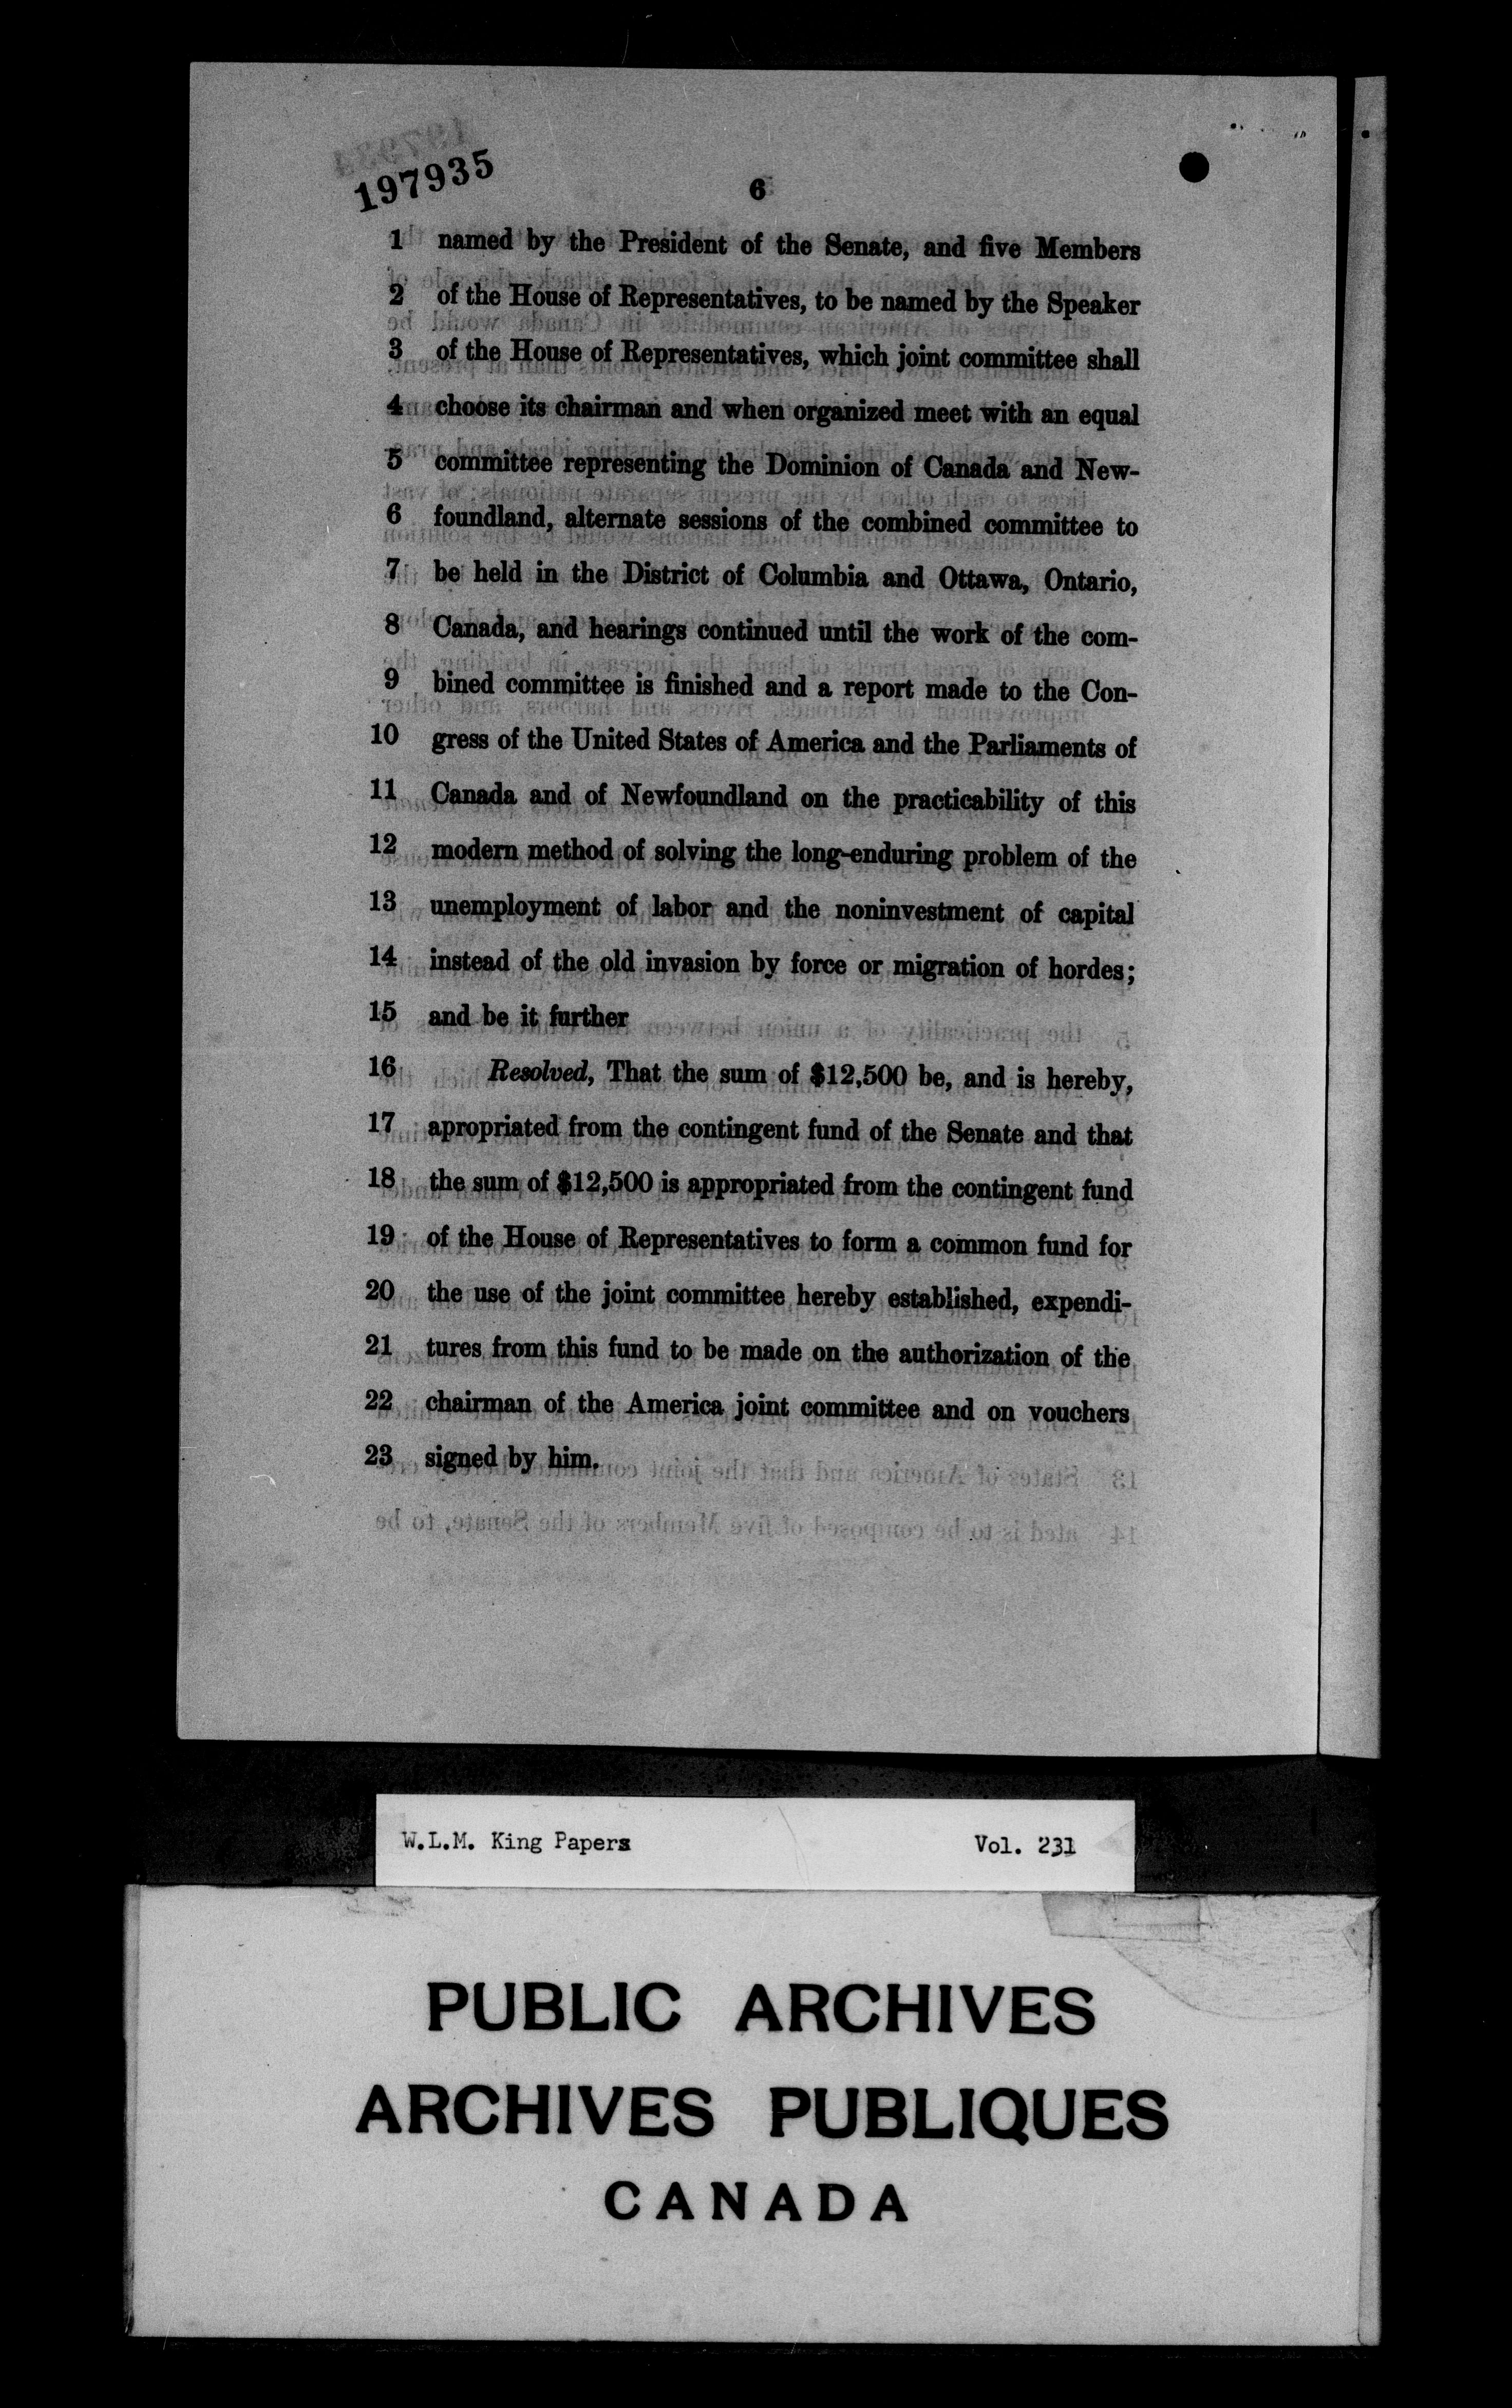 197935
6
1 named by the President of the Senate, and five Members
2 of the House of Representatives, to be named by the Speaker
3 of the House of Representatives, which joint committee shall
4 choose its chairman and when organized meet with an equal
5 committee representing the Dominion of Canada and New-
6 foundland, alternate sessions of the combined committee to
7 be held in the District of Columbia and Ottawa, Ontario,
8 Canada, and hearings continued until the work of the com-
9 bined committee is finished and a report made to the Con-
10 gress of the United States of America and the Parliaments of
11 Canada and of Newfoundland on the practicability of this
12 modern method of solving the long-enduring problem of the
13 unemployment of labor and the noninvestment of capital
14 instead of the old invasion by force or migration of hordes;
15 and be it further
16 Resolved, That the sum of $12,500 be, and is hereby,
17 apropriated from the contingent fund of the Senate and that
18 the sum of $12,500 is appropriated from the contingent fund
19 of the House of Representatives to form a common fund for
20 the use of the joint committee hereby established, expendi-
21 tures from this fund to be made on the authorization of the
22 chairman of the America joint committee and on vouchers
23 signed by him.
W.L.M. King Papers Vol. 231
PUBLIC ARCHIVES
ARCHIVES PUBLIQUES
CANADA